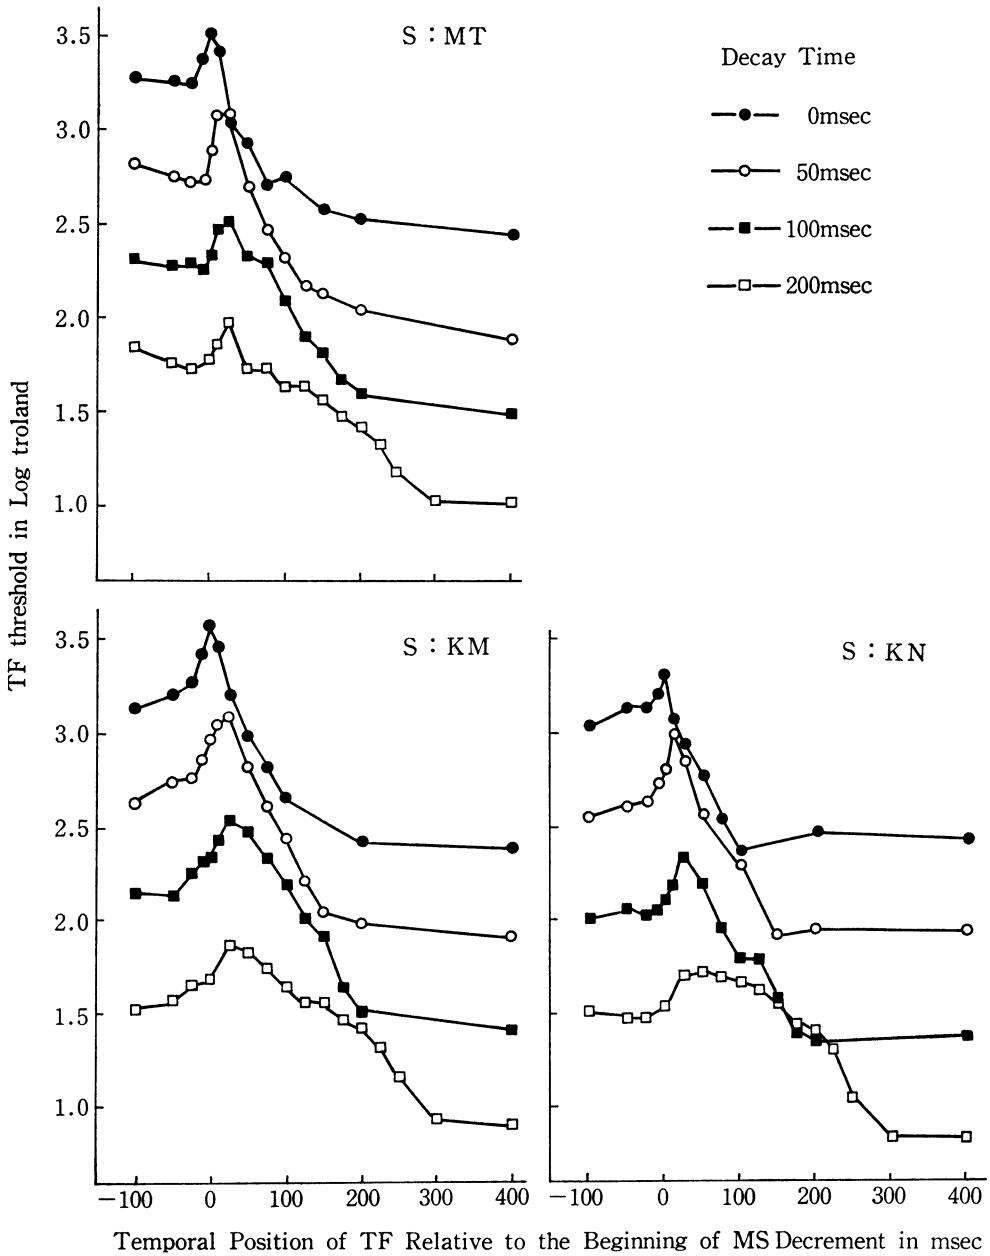 TF threshold in Log troland
S : MT
3.5
3.0
2.5
2.0
1.5
1.0
Decay Time
0msec
50msec
100msec
200msec
S : KM
3.5
3.0
2.5
2.0
1.5
1.0
−100 0 100 200 300 400
S : KN
−100 0 100 200 300 400
Temporal Position of TF Relative to the Beginning of MS Decrement in msec